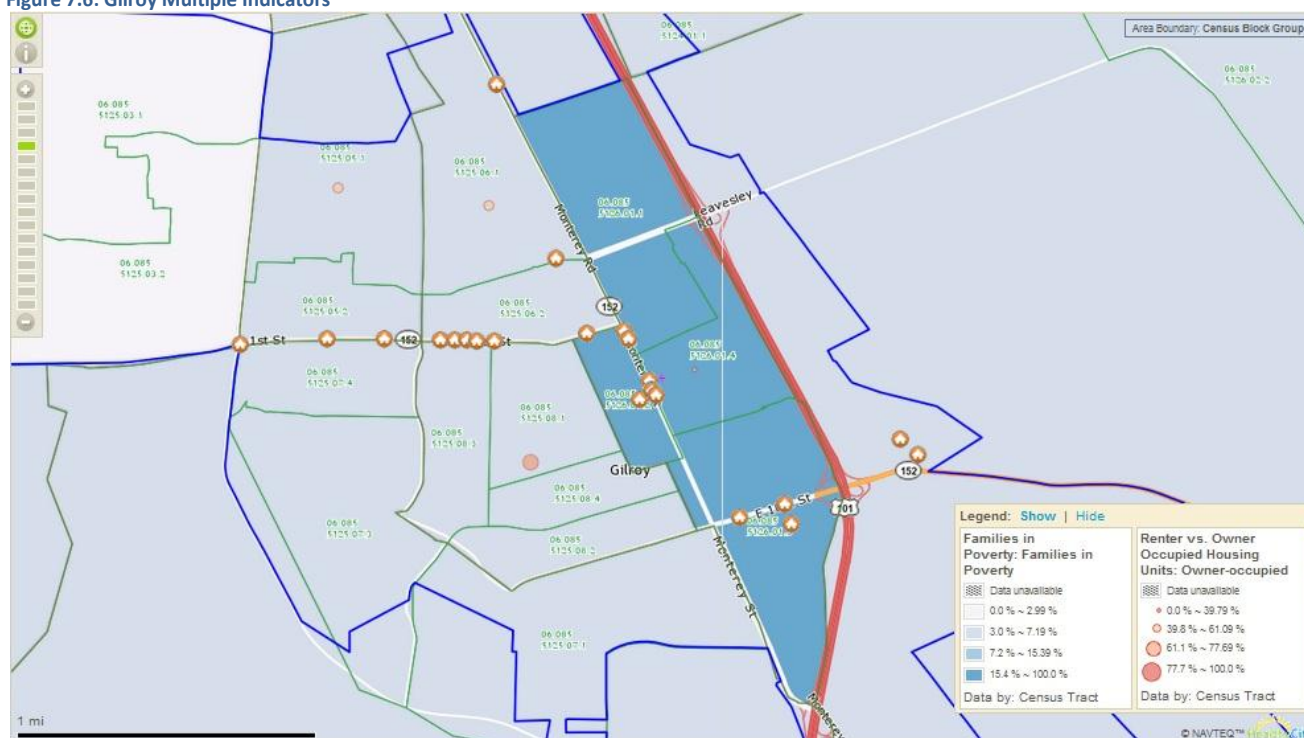 Figure 7.6: Gilroy Multiple Indicators
Area Boundary: Census Block Group
06 085
5124 01 1
06 085
5126 02 2
06 085
5125 03 1
06 085
5125 05 1
06 085
5125 06 1
06 085
5126 01 1
Leavesley
Rd
Monterey Rd
06 085
5125 03 2
06 085
5125 05 2
06 085
5125 06 2
152
1st St
152
St
06 085
5126 01 4
06 085
5125 07 4
06 085
5125 08 1
06 085
06 085
5125 08 3
Gilroy
152
06 085
5125 08 4
101
06 085
06 085
5125 07 3
06 085
5125 08 2
Monterey St
06 085
5125 07 1
Monterey
Legend: Show | Hide
Families in
Poverty: Families in
Poverty
Data unavailable
0.0 % ~ 2.99 %
3.0 % ~ 7.19 %
7.2 % ~ 15.39 %
15.4 % ~ 100.0 %
Data by: Census Tract
Renter vs. Owner
Occupied Housing
Units: Owner-occupied
Data unavailable
0.0 % ~ 39.79 %
39.8 % ~ 61.09 %
61.1 % ~ 77.69 %
77.7 % ~ 100.0 %
Data by: Census Tract
1 mi
© NAVTEQ™